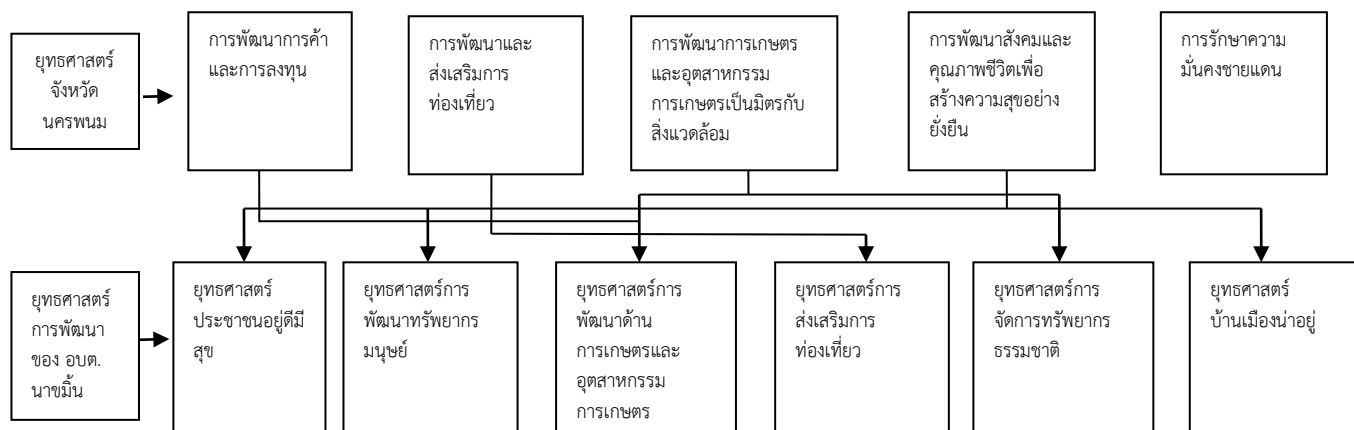 ยุทธศาสตร์
จังหวัด
นครพนม
การพัฒนาการค้า
และการลงทุน
การพัฒนาและ
ส่งเสริมการ
ท่องเที่ยว
การพัฒนาการเกษตร
และอุตสาหกรรม
การเกษตรเป็นมิตรกับ
สิ่งแวดล้อม
การพัฒนาสังคมและ
คุณภาพชีวิตเพื่อ
สร้างความสุขอย่าง
ยั่งยืน
การรักษาความ
มั่นคงชายแดน
ยุทธศาสตร์
การพัฒนา
ของ อบต.
นาขมิ้น
ยุทธศาสตร์
ประชาชนอยู่ดีมี
สุข
ยุทธศาสตร์การ
พัฒนาทรัพยากร
มนุษย์
ยุทธศาสตร์การ
พัฒนาด้าน
การเกษตรและ
อุตสาหกรรม
การเกษตร
ยุทธศาสตร์การ
ส่งเสริมการ
ท่องเที่ยว
ยุทธศาสตร์การ
จัดการทรัพยากร
ธรรมชาติ
ยุทธศาสตร์
บ้านเมืองน่าอยู่